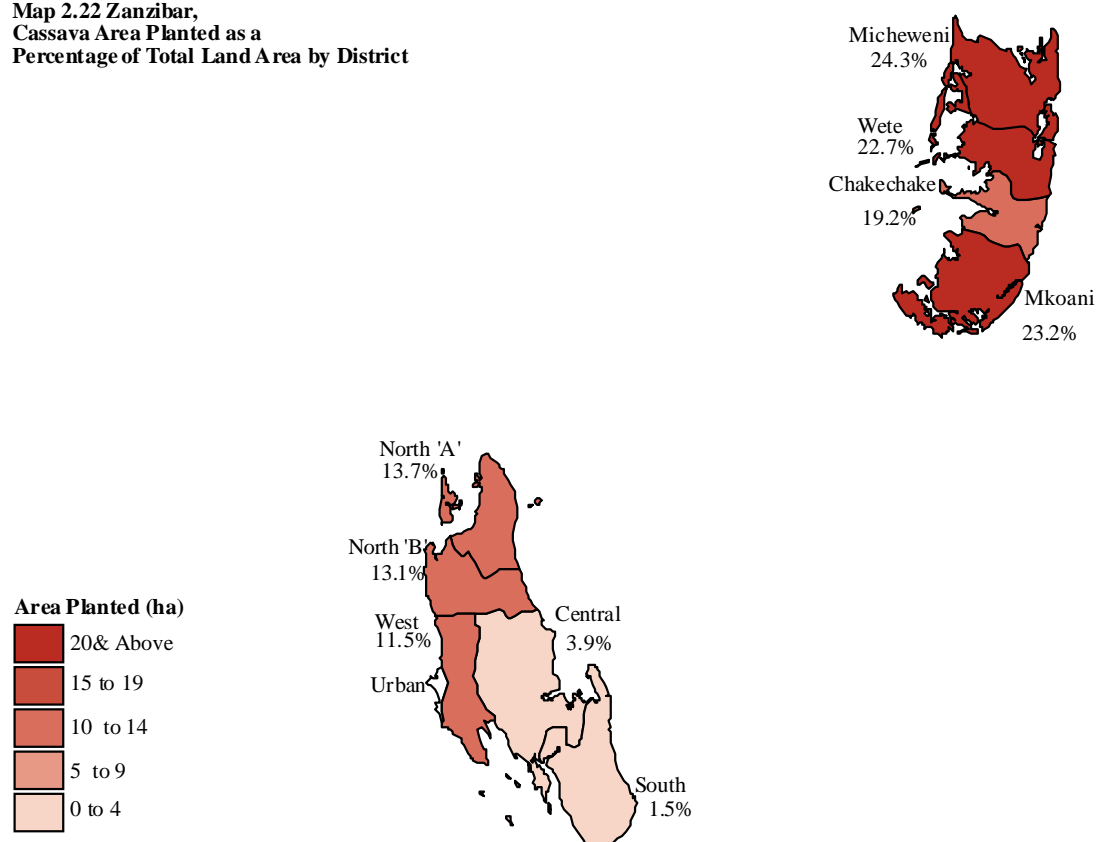 Map 2.22 Zanzibar,
Cassava Area Planted as a
Percentage of Total Land Area by District
Micheweni
24.3%
Wete
22.7%
Chakechake
19.2%
Mkoani
23.2%
North 'A'
13.7%
North 'B'
13.1%
West
11.5%
Urban
Central
3.9%
South
1.5%
Area Planted (ha)
20& Above
15 to 19
10 to 14
5 to 9
0 to 4